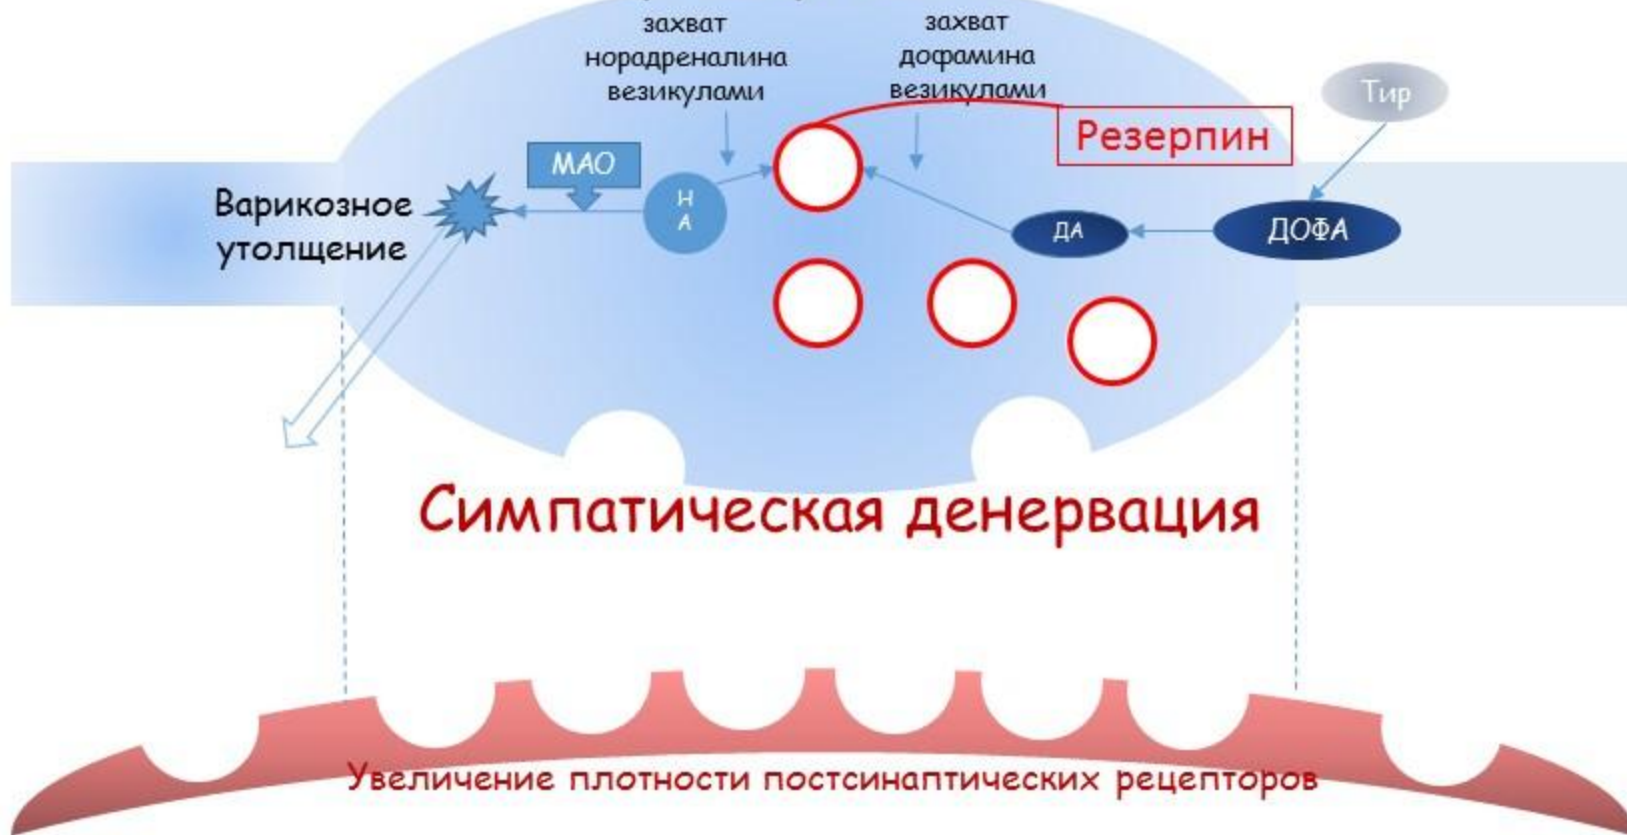 захват
норадреналина
везикулами
захват
дофамина
везикулами
Резерпин
Тир
МАО
Н
А
Варикозное
утолщение
ДА
ДОФА
Симпатическая денервация
Увеличение плотности постсинаптических рецепторов